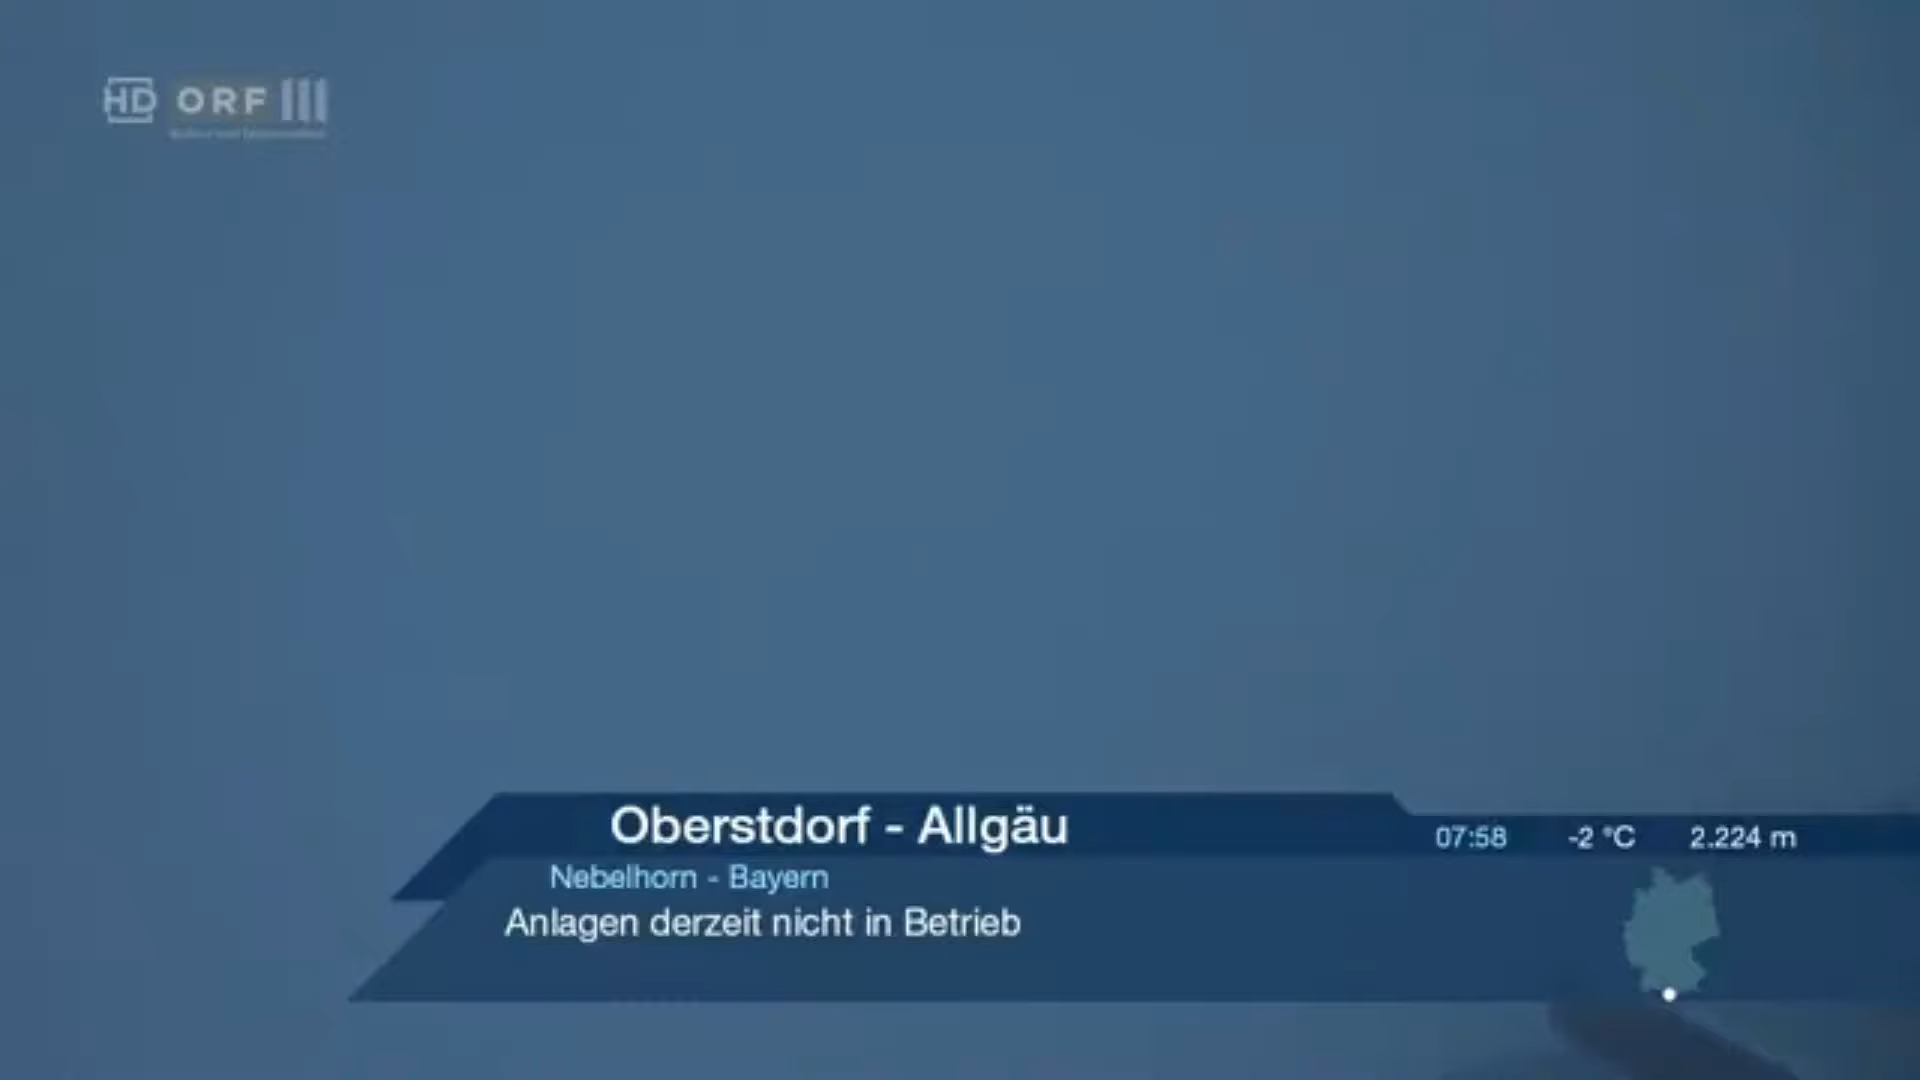 HD ORF III
Oberstdorf - Allgäu
07:58 -2 °C 2.224 m
Nebelhorn - Bayern
Anlagen derzeit nicht in Betrieb